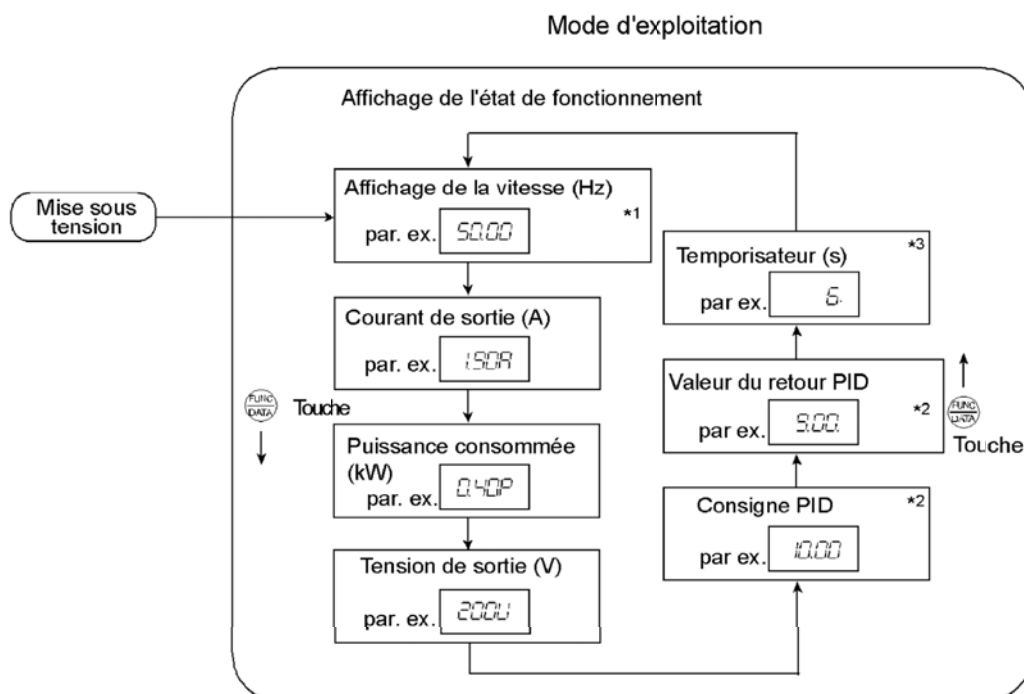 Mode d'exploitation
Affichage de l'état de fonctionnement
Mise sous
tension
Affichage de la vitesse (Hz)
*1
par. ex. 50.00
Courant de sortie (A)
par ex. 1.90A
FUNC
DATA
Touche
Puissance consommée
(kW)
par. ex. 0.40P
Tension de sortie (V)
par. ex. 200U
Temporisateur (s)
*3
par ex. 6.
Valeur du retour PID
*2
par ex. 9.00.
FUNC
DATA
Touche
Consigne PID
*2
par ex. 10.00